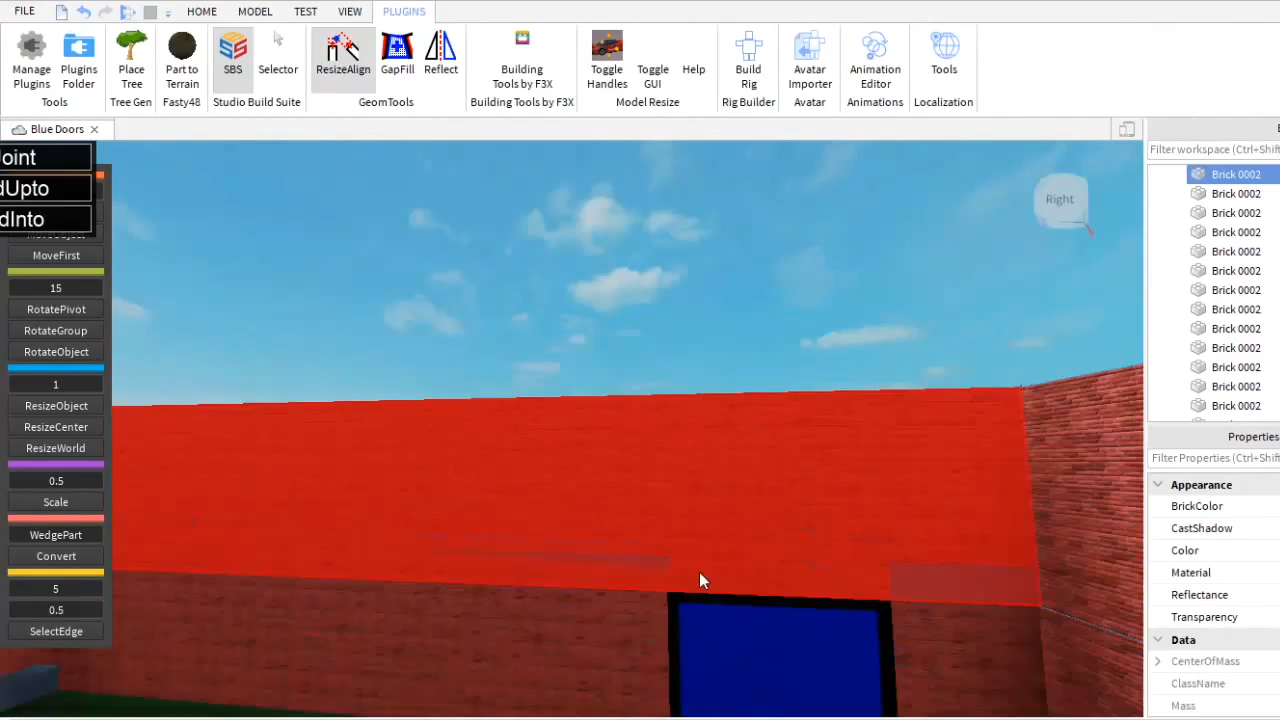 FILE HOME MODEL TEST VIEW PLUGINS
Manage Plugins
Plugins Folder
Place Tree
Part to Terrain
SBS
Selector
ResizeAlign
GapFill
Reflect
Building Tools by F3X
Toggle Handles
Toggle GUI
Help
Build Rig
Avatar Importer
Animation Editor
Tools
Tools
Tree Gen
Fasty48
Studio Build Suite
GeomTools
Building Tools by F3X
Model Resize
Rig Builder
Avatar
Animations
Localization
Blue Doors
Joint
dUpto
dInto
MoveFirst
15
RotatePivot
RotateGroup
RotateObject
1
ResizeObject
ResizeCenter
ResizeWorld
0.5
Scale
WedgePart
Convert
5
0.5
SelectEdge
Right
Filter workspace (Ctrl+Shif
Brick 0002
Brick 0002
Brick 0002
Brick 0002
Brick 0002
Brick 0002
Brick 0002
Brick 0002
Brick 0002
Brick 0002
Brick 0002
Brick 0002
Brick 0002
Properties
Filter Properties (Ctrl+Shift
Appearance
BrickColor
CastShadow
Color
Material
Reflectance
Transparency
Data
CenterOfMass
ClassName
Mass